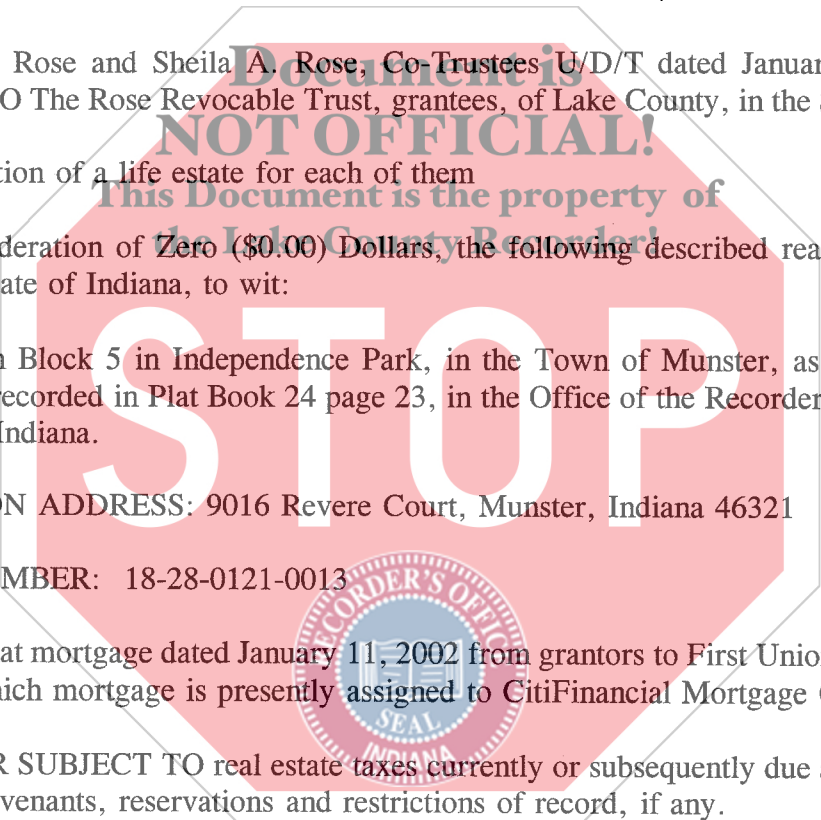 Rose and Sheila A. Rose, Co-Trustees U/D/T dated Januar
Document is
O The Rose Revocable Trust, grantees, of Lake County, in the
NOT OFFICIAL!
tion of a life estate for each of them
This Document is the property of
the Lake County Recorder!
deration of Zero ($0.00) Dollars, the following described rea
ate of Indiana, to wit:
STOP
Block 5 in Independence Park, in the Town of Munster, as
recorded in Plat Book 24 page 23, in the Office of the Recorder
Indiana.
ON ADDRESS: 9016 Revere Court, Munster, Indiana 46321
MBER: 18-28-0121-0013
RECORDER'S OFFICE
at mortgage dated January 11, 2002 from grantors to First Unio
hich mortgage is presently assigned to CitiFinancial Mortgage
SEAL
INDIANA
R SUBJECT TO real estate taxes currently or subsequently due
venants, reservations and restrictions of record, if any.